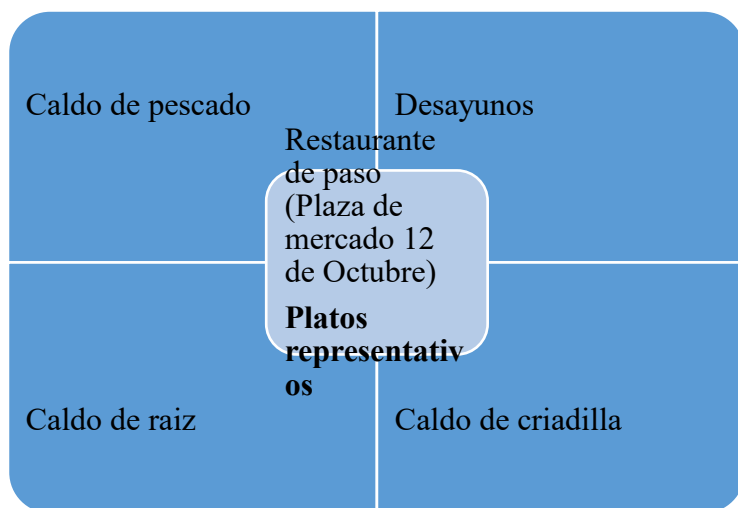 Caldo de pescado
Desayunos
Restaurante
de paso
(Plaza de
mercado 12
de Octubre)
Platos
representativ
os
Caldo de raiz
Caldo de criadilla